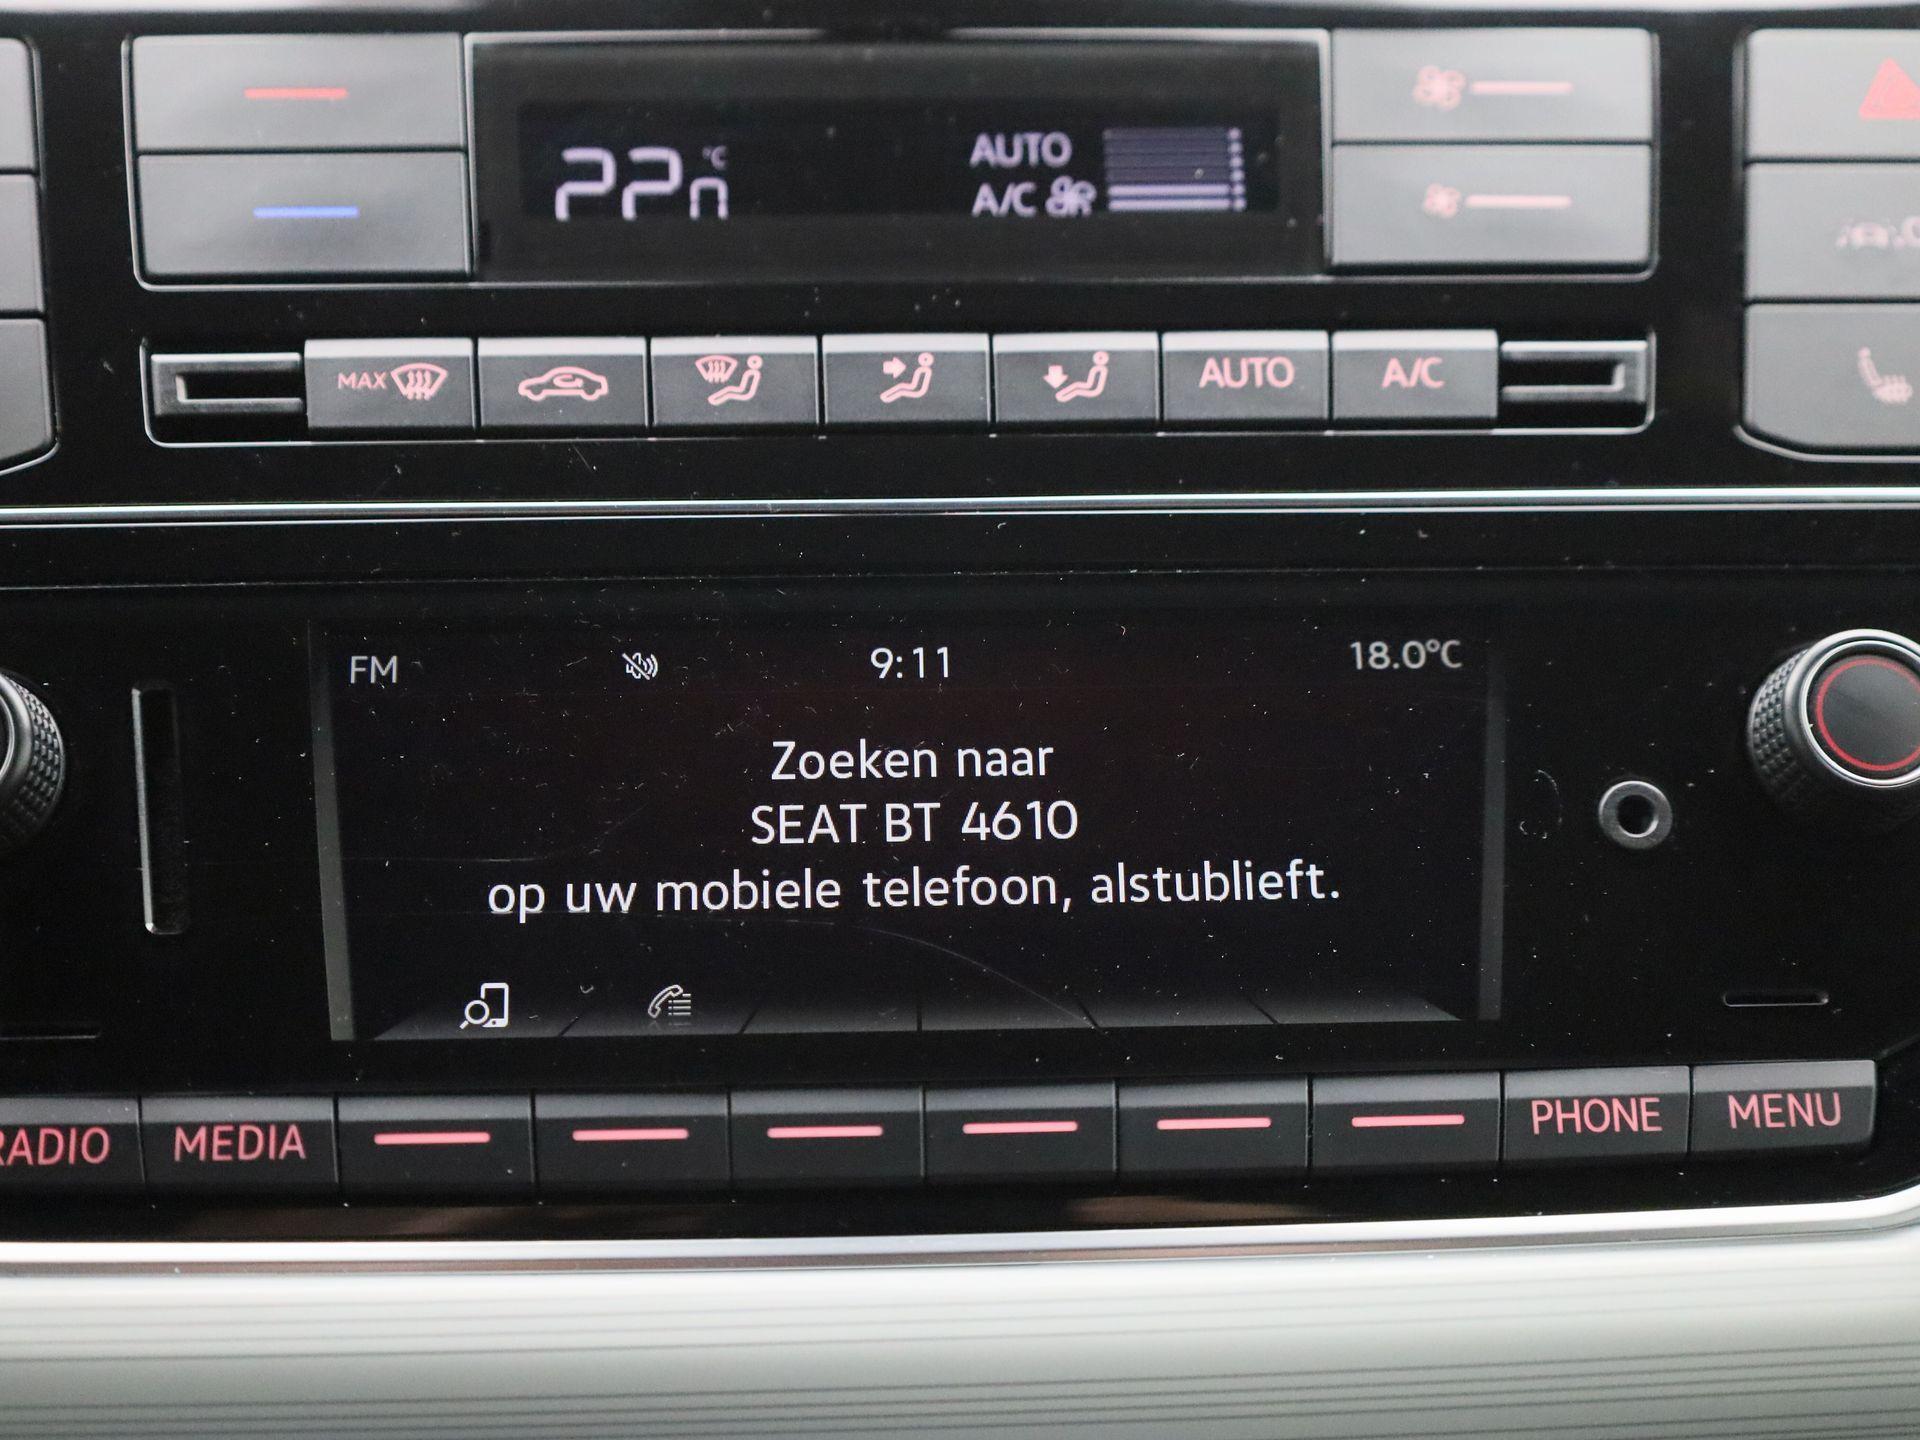 22 °C
AUTO
A/C
MAX
AUTO
A/C
FM 9:11 18.0°C
Zoeken naar
SEAT BT 4610
op uw mobiele telefoon, alstublieft.
RADIO MEDIA PHONE MENU